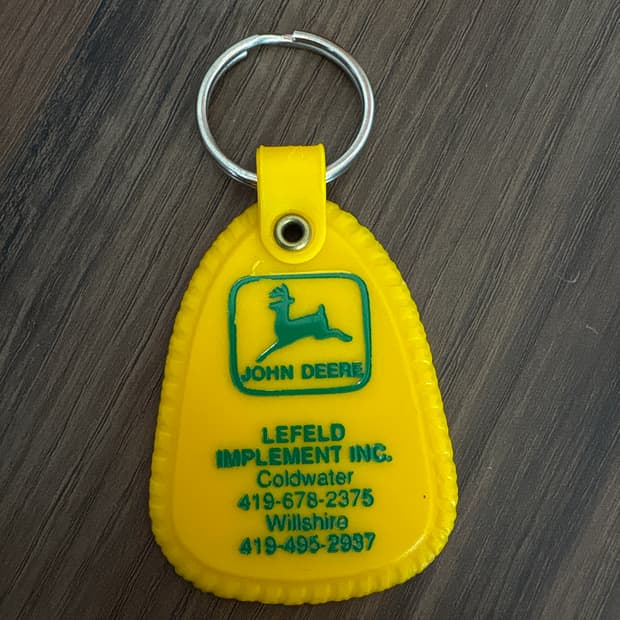 JOHN DEERE
LEFELD
IMPLEMENT INC.
Coldwater
419-678-2375
Willshire
419-495-2937